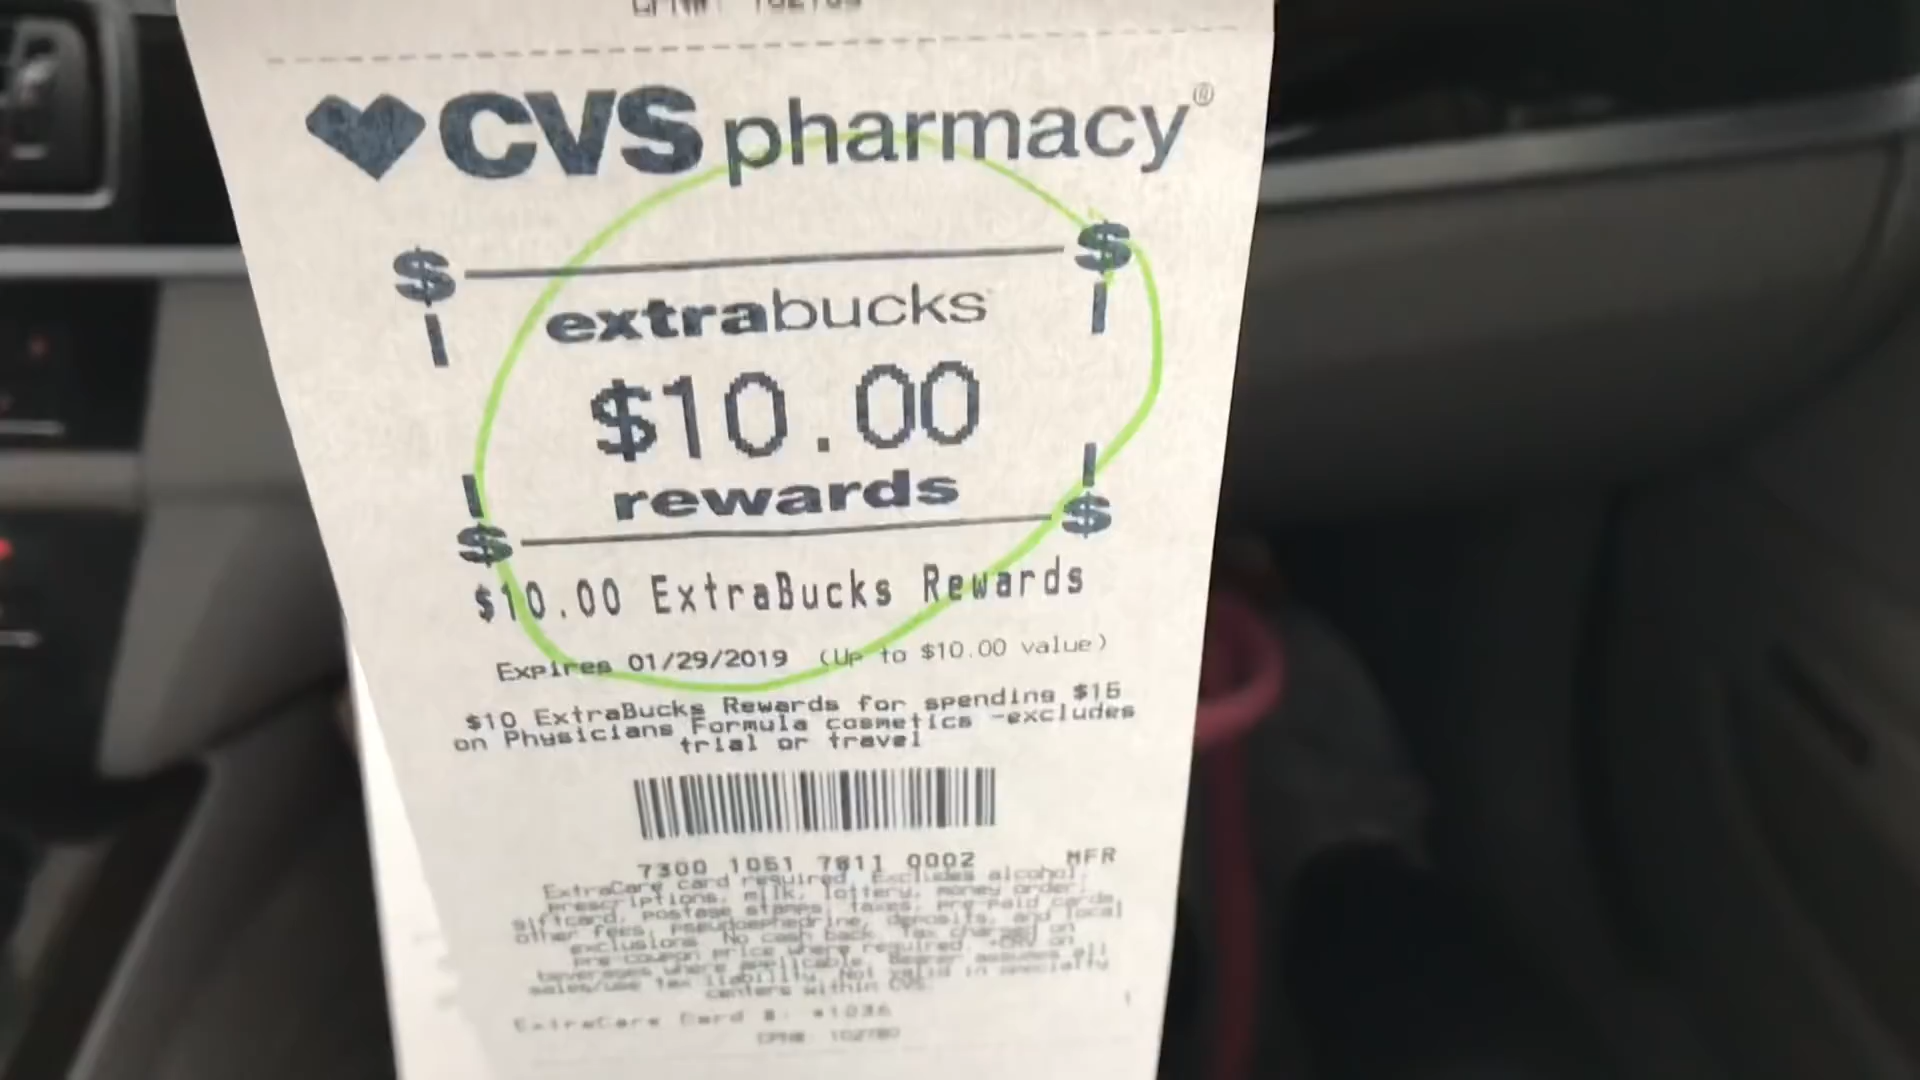 CVS pharmacy®
$ $
extrabucks
$10.00
rewards
$ $
$10.00 ExtraBucks Rewards
Expires 01/29/2019 (Up to $10.00 value)
$10 ExtraBucks Rewards for spending $15
on Physicians Formula cosmetics -excludes
trial or travel
7300 1061 7811 0002 MFR
ExtraCare card required. Excludes alcohol,
prescriptions, milk, lottery, money order,
giftcard, postage stamps, taxes, pre-paid cards,
other fees, pseudoephedrine, deposits, and local
exclusions. No cash back. Tax charged on
pre-coupon price where required. +CRV on
beverages where applicable. Bearer assumes all
sales/use tax liability. Not valid in specialty
centers within CVS.
ExtraCare Card #: *1036
CPN#: 102780